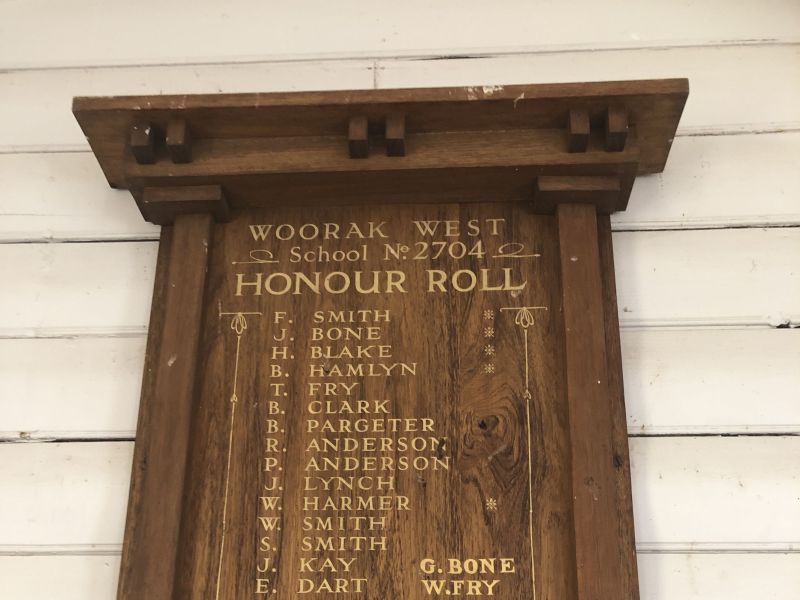 WOORAK WEST
School No. 2704
HONOUR ROLL
F. SMITH *
J. BONE *
H. BLAKE *
B. HAMLYN *
T. FRY
B. CLARK
B. PARGETER
R. ANDERSON
P. ANDERSON
J. LYNCH
W. HARMER *
W. SMITH
S. SMITH
J. KAY G. BONE
E. DART W. FRY